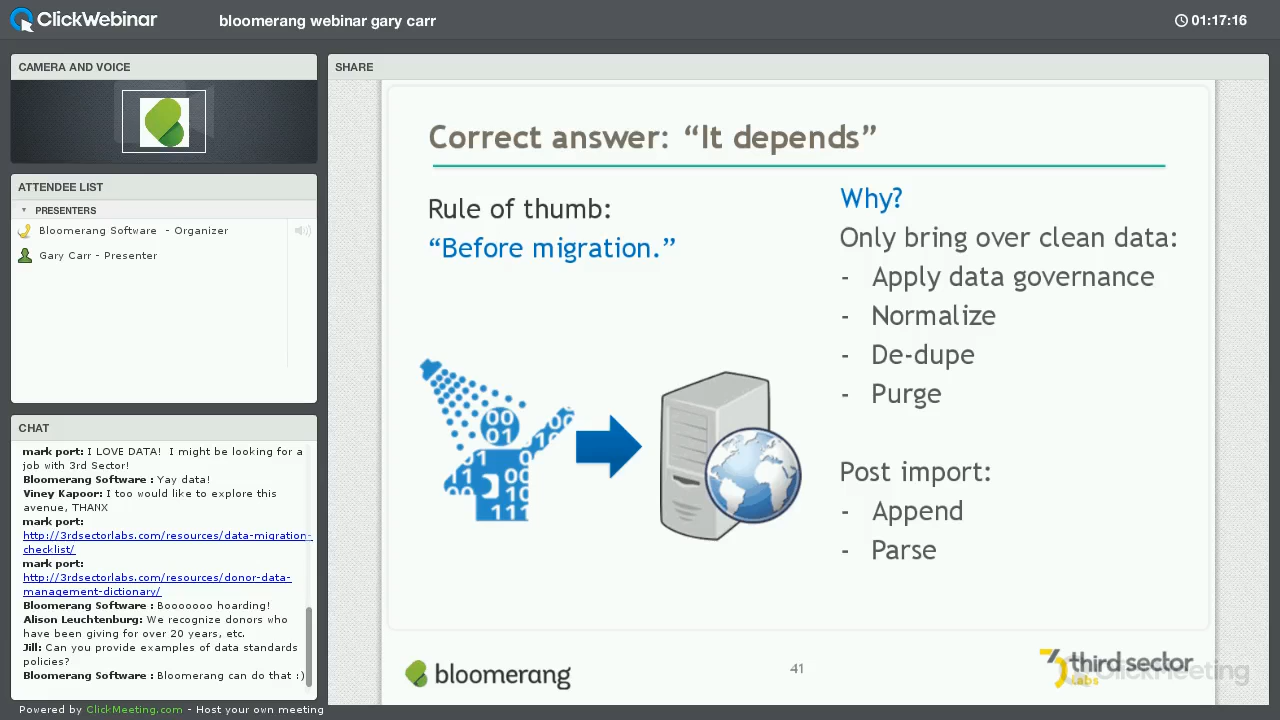 ClickWebinar
bloomerang webinar gary carr
01:17:16
CAMERA AND VOICE
ATTENDEE LIST
PRESENTERS
Bloomerang Software - Organizer
Gary Carr - Presenter
CHAT
mark port: I LOVE DATA! I might be looking for a
job with 3rd Sector!
Bloomerang Software : Yay data!
Viney Kapoor: I too would like to explore this
avenue, THANX
mark port:
http://3rdsectorlabs.com/resources/data-migration-
checklist/
mark port:
http://3rdsectorlabs.com/resources/donor-data-
management-dictionary/
Bloomerang Software : Booooooo hoarding!
Alison Leuchtenburg: We recognize donors who
have been giving for over 20 years, etc.
Jill: Can you provide examples of data standards
policies?
Bloomerang Software : Bloomerang can do that :)
Powered by ClickMeeting.com - Host your own meeting
SHARE
Correct answer: “It depends”
Rule of thumb:
“Before migration.”
Why?
Only bring over clean data:
- Apply data governance
- Normalize
- De-dupe
- Purge
Post import:
- Append
- Parse
bloomerang
41
third sector
labs
ClickMeeting